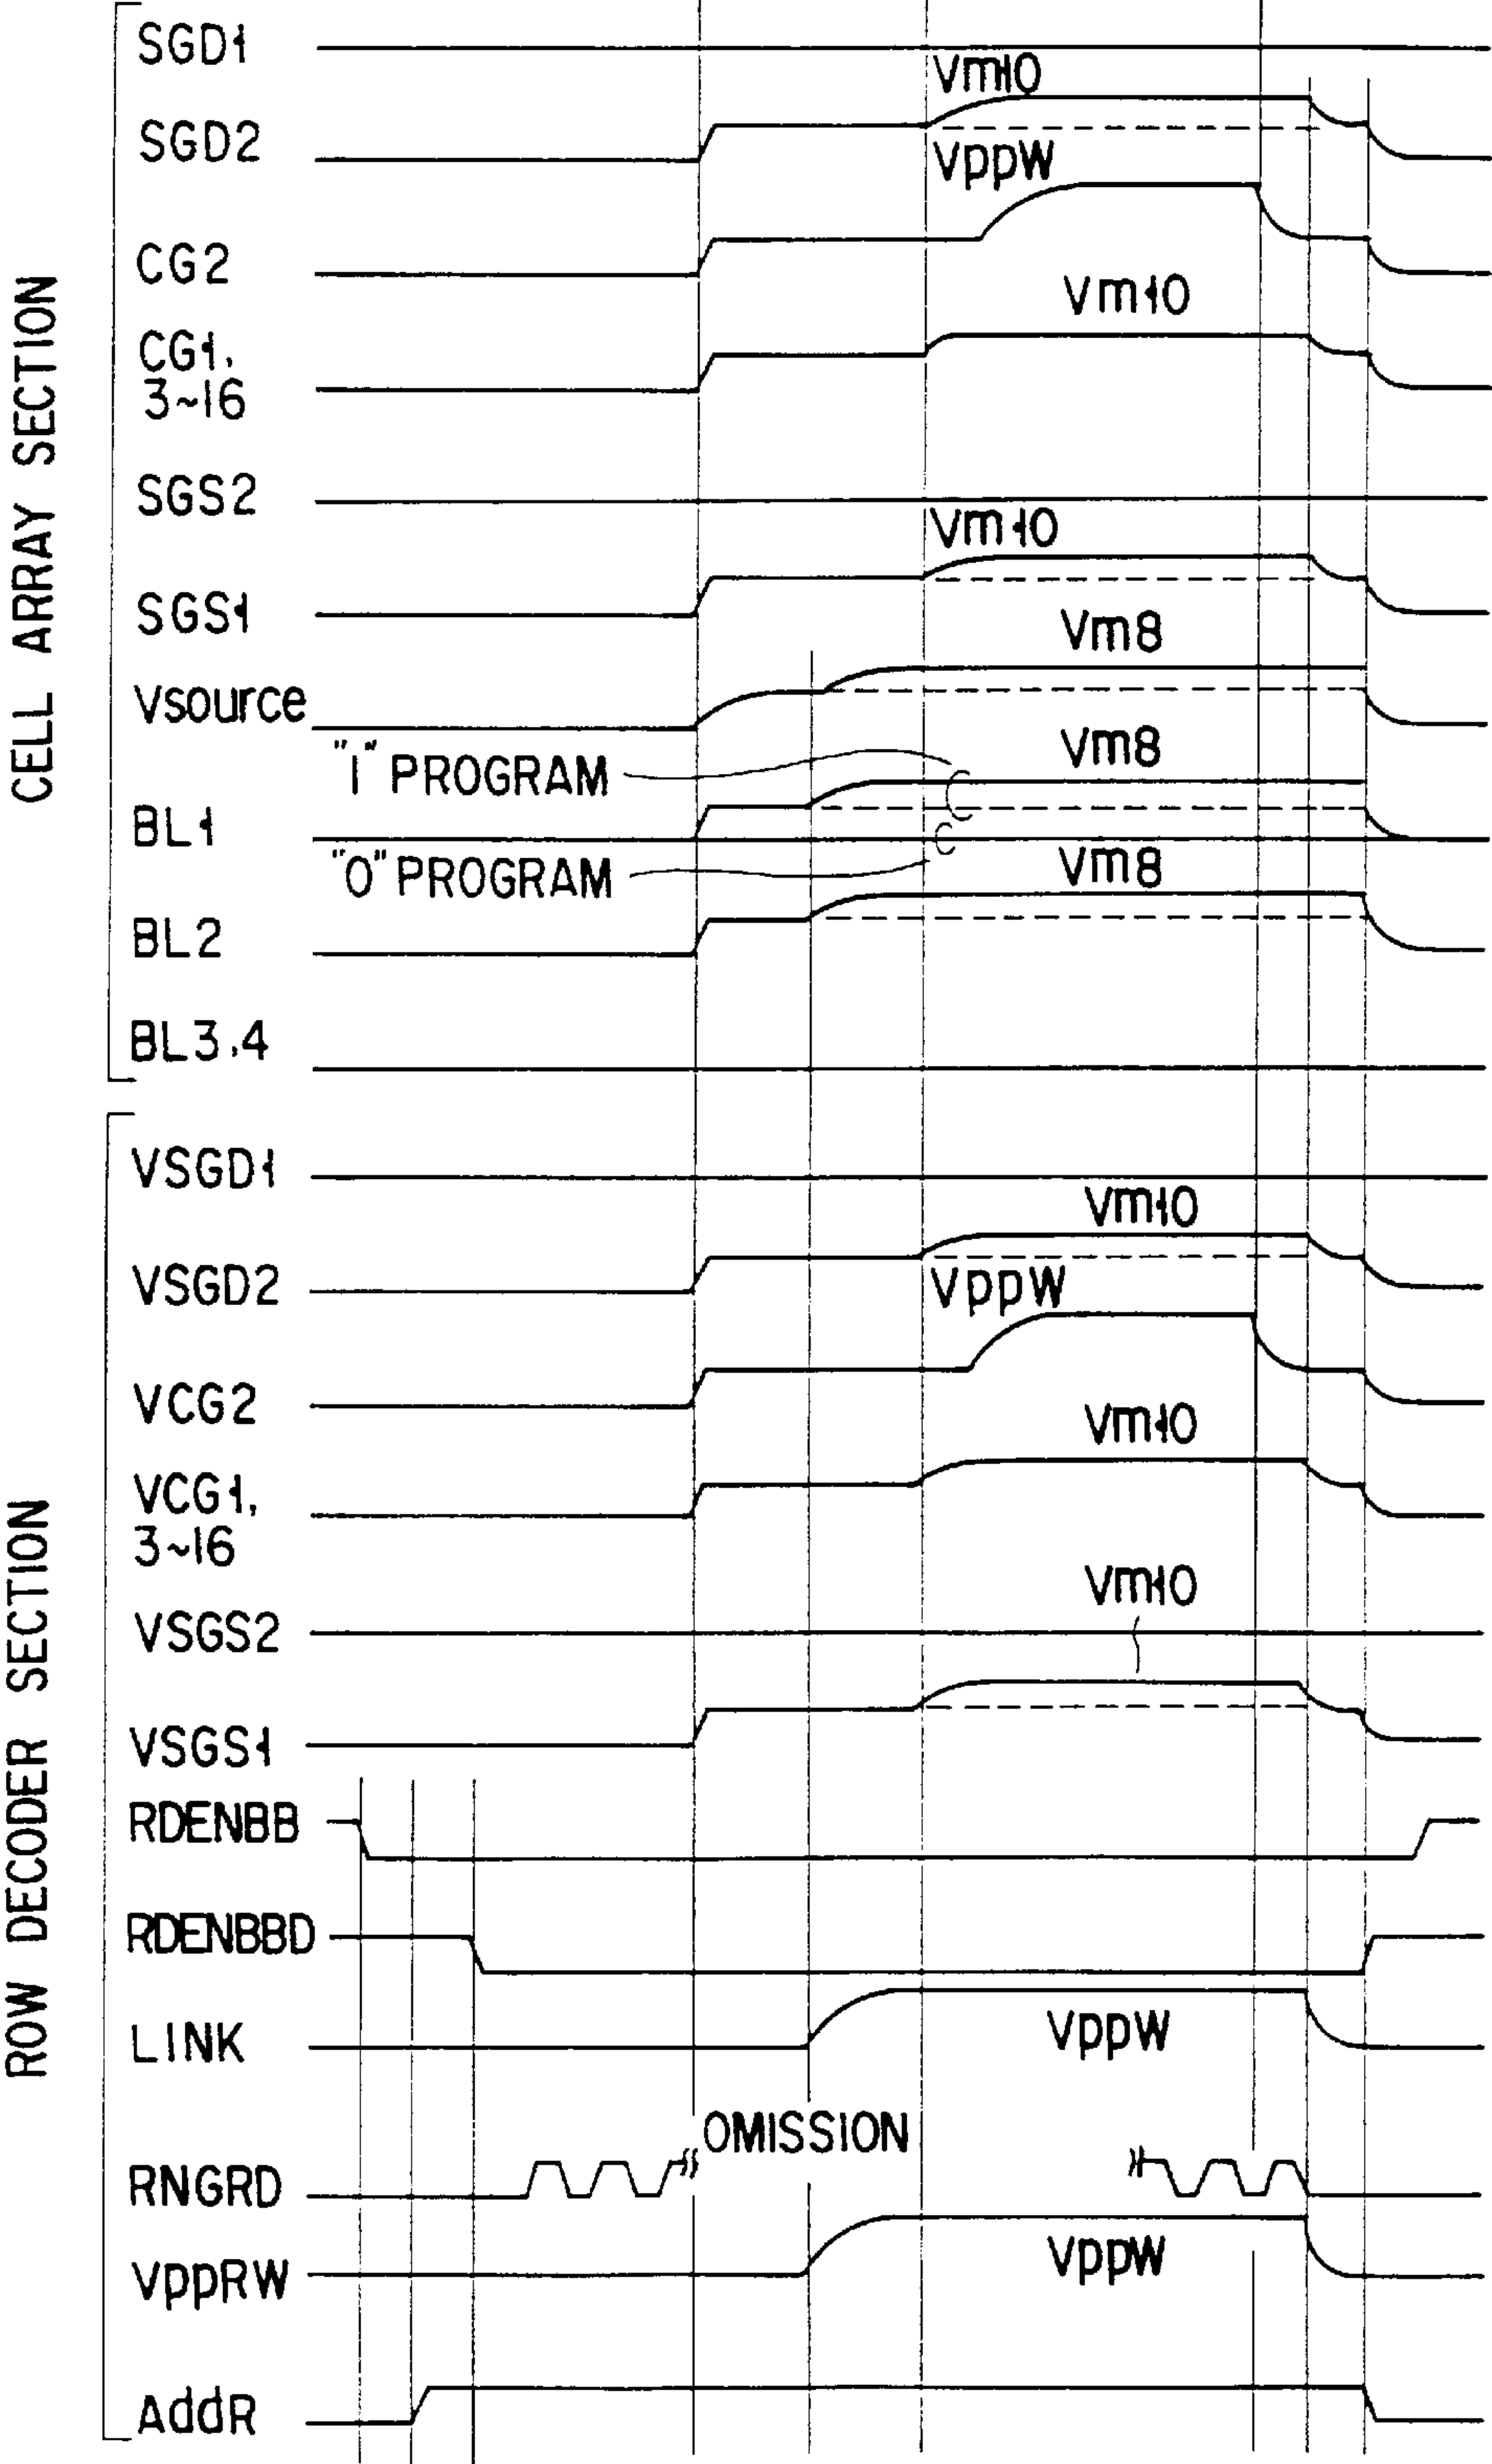 CELL ARRAY SECTION
SGD1
Vm10
SGD2
VppW
CG2
Vm10
CG1,
3~16
SGS2
Vm10
SGS1
Vm8
Vsource
"1" PROGRAM
Vm8
BL1
"0" PROGRAM
Vm8
BL2
BL3,4
ROW DECODER SECTION
VSGD1
Vm10
VSGD2
VppW
VCG2
Vm10
VCG1,
3~16
Vm10
VSGS2
VSGS1
RDENBB
RDENBBD
LINK
VppW
OMISSION
RNGRD
VppRW
VppW
AddR